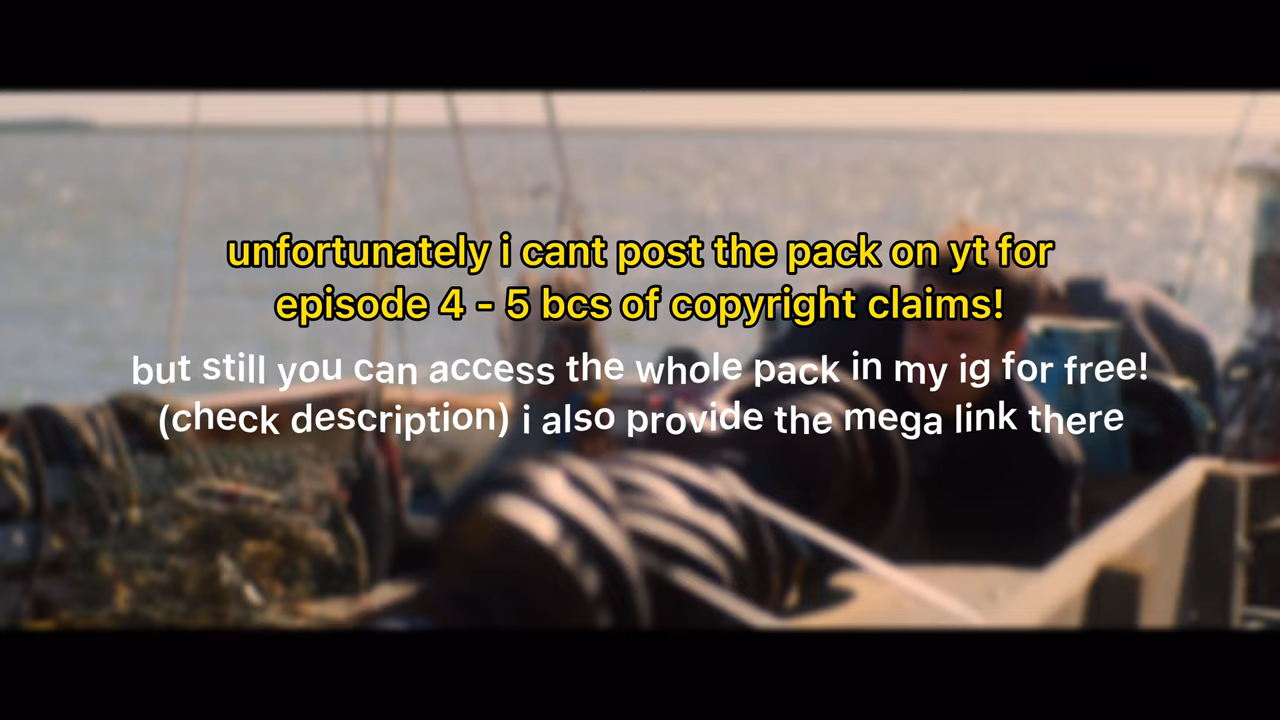 unfortunately i cant post the pack on yt for
episode 4 - 5 bcs of copyright claims!
but still you can access the whole pack in my ig for free!
(check description) i also provide the mega link there